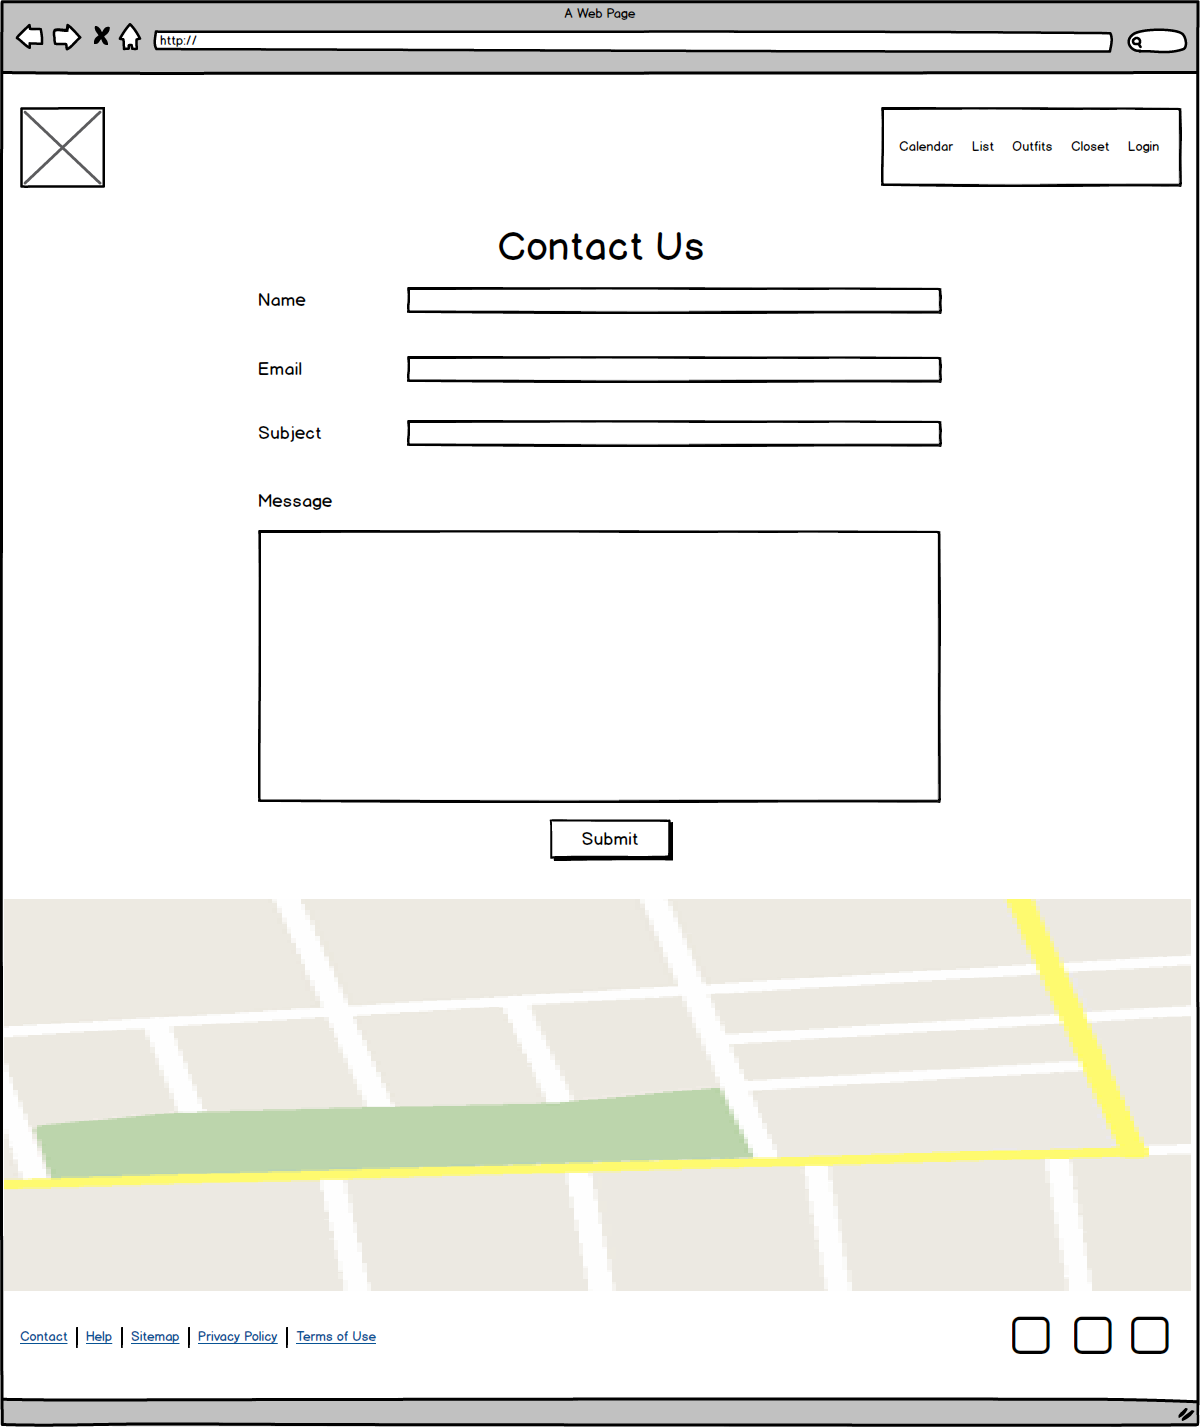 A Web Page
http://
Calendar List Outfits Closet Login
Contact Us
Name
Email
Subject
Message
Submit
Contact | Help | Sitemap | Privacy Policy | Terms of Use